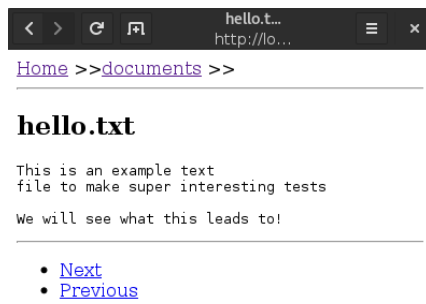 hello.t...
http://lo...
Home >>documents >>
hello.txt
This is an example text
file to make super interesting tests
We will see what this leads to!
Next
Previous